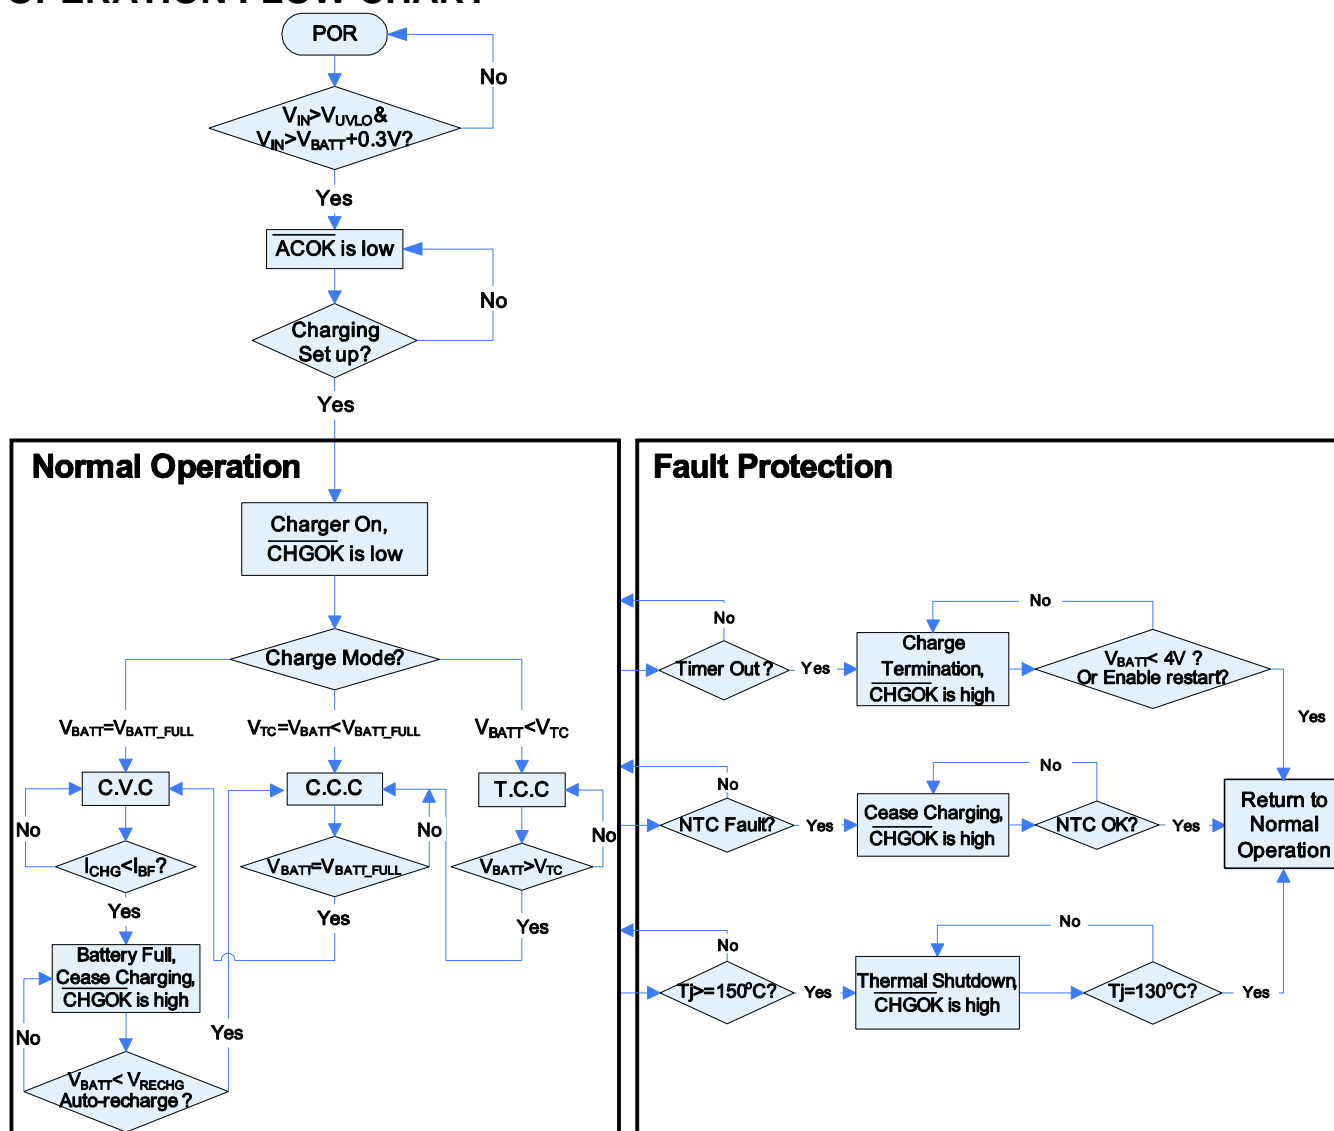 OPERATION FLOW CHART
POR
No
VIN>VUVLO&
VIN>VBATT+0.3V?
Yes
ACOK is low
No
Charging
Set up?
Yes
Normal Operation
Charger On,
CHGOK is low
Charge Mode?
VBATT=VBATT_FULL
VTC=VBATT<VBATT_FULL
VBATT<VTC
C.V.C
C.C.C
T.C.C
No
No
No
ICHG<IBF?
VBATT=VBATT_FULL
VBATT>VTC
Yes
Yes
Yes
Battery Full,
Cease Charging,
CHGOK is high
No
Yes
VBATT< VRECHG
Auto-recharge ?
Fault Protection
No
No
Timer Out ?
Yes
Charge
Termination,
CHGOK is high
VBATT< 4V ?
Or Enable restart?
Yes
No
No
NTC Fault?
Yes
Cease Charging,
CHGOK is high
NTC OK?
Yes
Return to
Normal
Operation
No
No
Tj>=150°C?
Yes
Thermal Shutdown,
CHGOK is high
Tj=130°C?
Yes